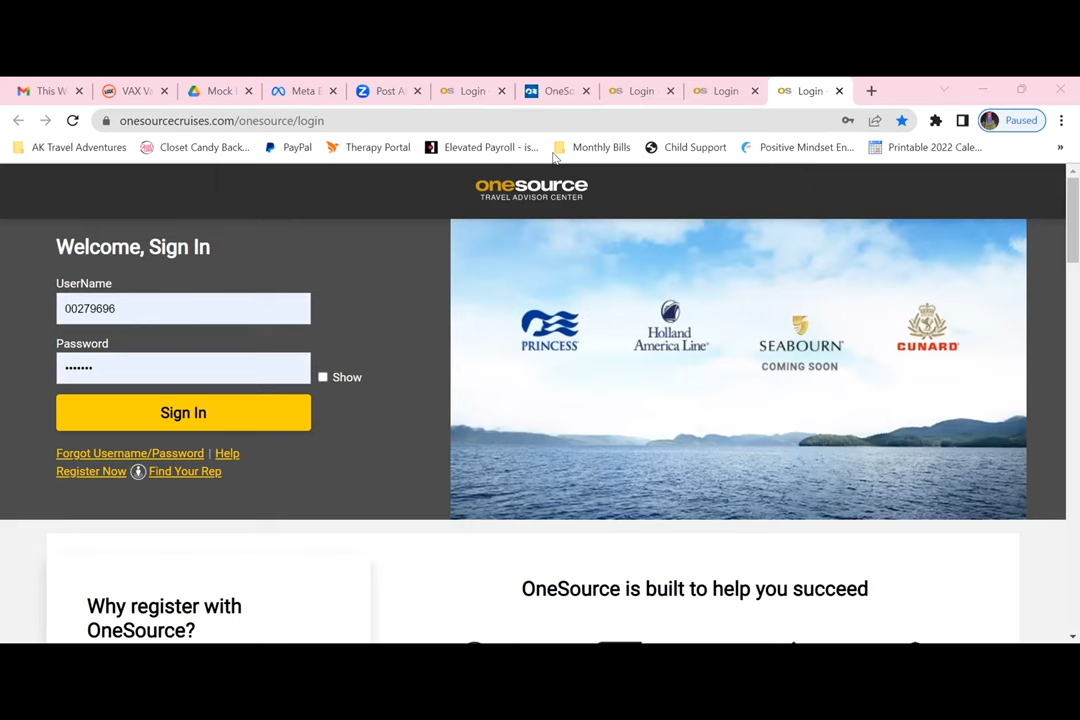 This W
VAX Va
Mock
Meta
Post A
Login
OneSo
Login
Login
Login
onesourcecruises.com/onesource/login
Paused
AK Travel Adventures
Closet Candy Back...
PayPal
Therapy Portal
Elevated Payroll - is...
Monthly Bills
Child Support
Positive Mindset En...
Printable 2022 Cale...
»
onesource
TRAVEL ADVISOR CENTER
Welcome, Sign In
UserName
00279696
Password
•••••••
Show
Sign In
Forgot Username/Password | Help
Register Now Find Your Rep
PRINCESS
Holland
America Line
SEABOURN
COMING SOON
CUNARD
Why register with
OneSource?
OneSource is built to help you succeed